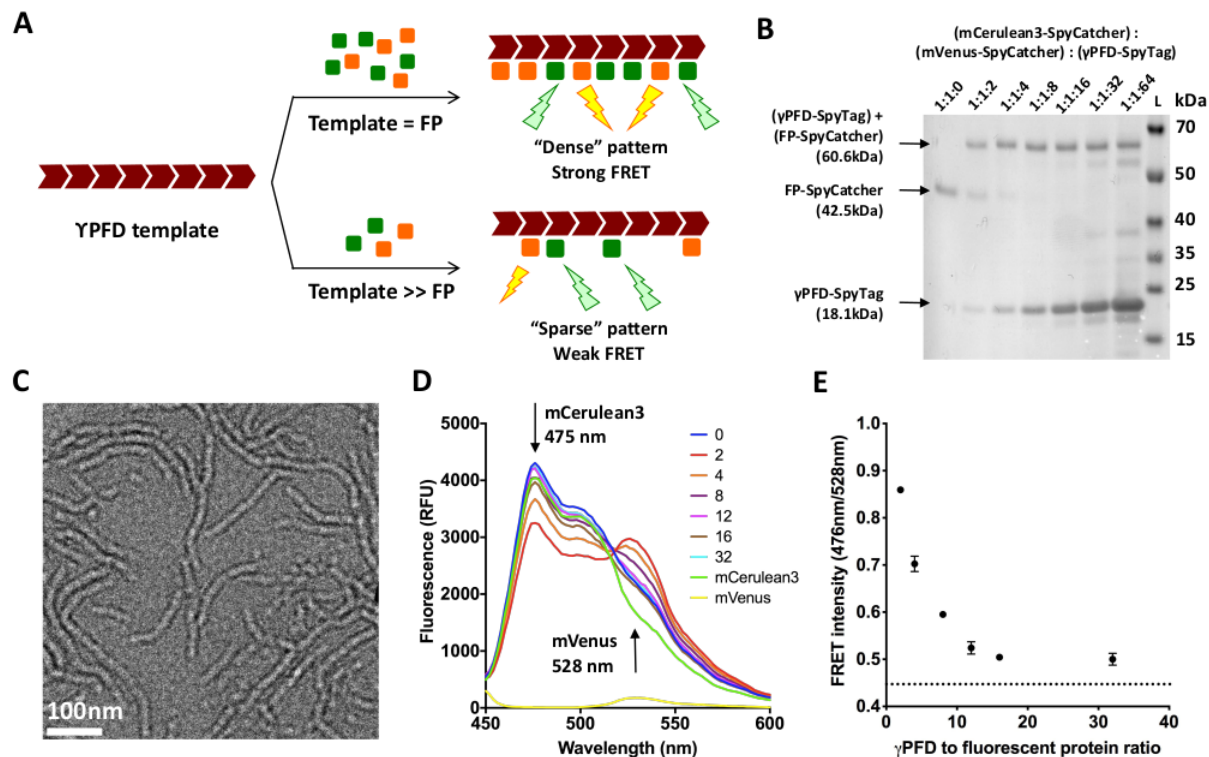 A
Template = FP
"Dense" pattern
Strong FRET
ϒPFD template
Template >> FP
"Sparse" pattern
Weak FRET
B
(mCerulean3-SpyCatcher) :
(mVenus-SpyCatcher) : (γPFD-SpyTag)
1:1:0
1:1:2
1:1:4
1:1:8
1:1:16
1:1:32
1:1:64
L
kDa
(γPFD-SpyTag) +
(FP-SpyCatcher)
(60.6kDa)
FP-SpyCatcher
(42.5kDa)
γPFD-SpyTag
(18.1kDa)
70
50
40
35
25
15
C
100nm
D
mCerulean3
475 nm
mVenus
528 nm
0
2
4
8
12
16
32
mCerulean3
mVenus
5000
4000
3000
2000
1000
0
Fluorescence (RFU)
450
500
550
600
Wavelength (nm)
E
1.0
0.9
0.8
0.7
0.6
0.5
0.4
FRET intensity (476nm/528nm)
0
10
20
30
40
γPFD to fluorescent protein ratio